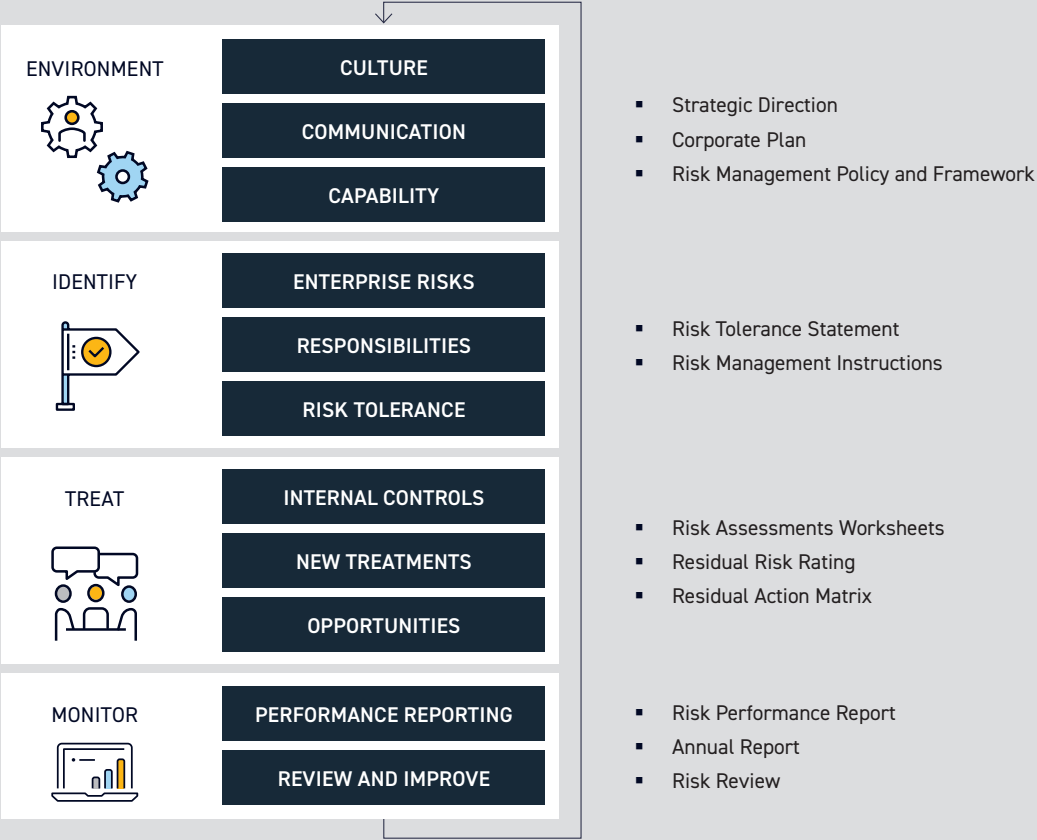 ENVIRONMENT
CULTURE
COMMUNICATION
CAPABILITY
▪ Strategic Direction
▪ Corporate Plan
▪ Risk Management Policy and Framework
IDENTIFY
ENTERPRISE RISKS
RESPONSIBILITIES
RISK TOLERANCE
▪ Risk Tolerance Statement
▪ Risk Management Instructions
TREAT
INTERNAL CONTROLS
NEW TREATMENTS
OPPORTUNITIES
▪ Risk Assessments Worksheets
▪ Residual Risk Rating
▪ Residual Action Matrix
MONITOR
PERFORMANCE REPORTING
REVIEW AND IMPROVE
▪ Risk Performance Report
▪ Annual Report
▪ Risk Review